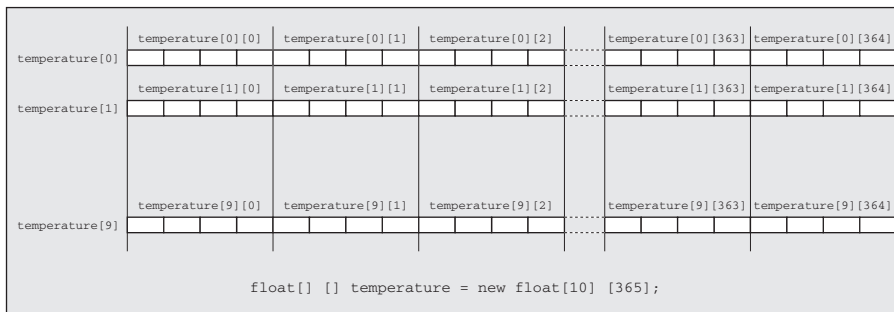 temperature[0][0] temperature[0][1] temperature[0][2] temperature[0][363] temperature[0][364]
temperature[0]
temperature[1][0] temperature[1][1] temperature[1][2] temperature[1][363] temperature[1][364]
temperature[1]
temperature[9][0] temperature[9][1] temperature[9][2] temperature[9][363] temperature[9][364]
temperature[9]
float[] [] temperature = new float[10] [365];